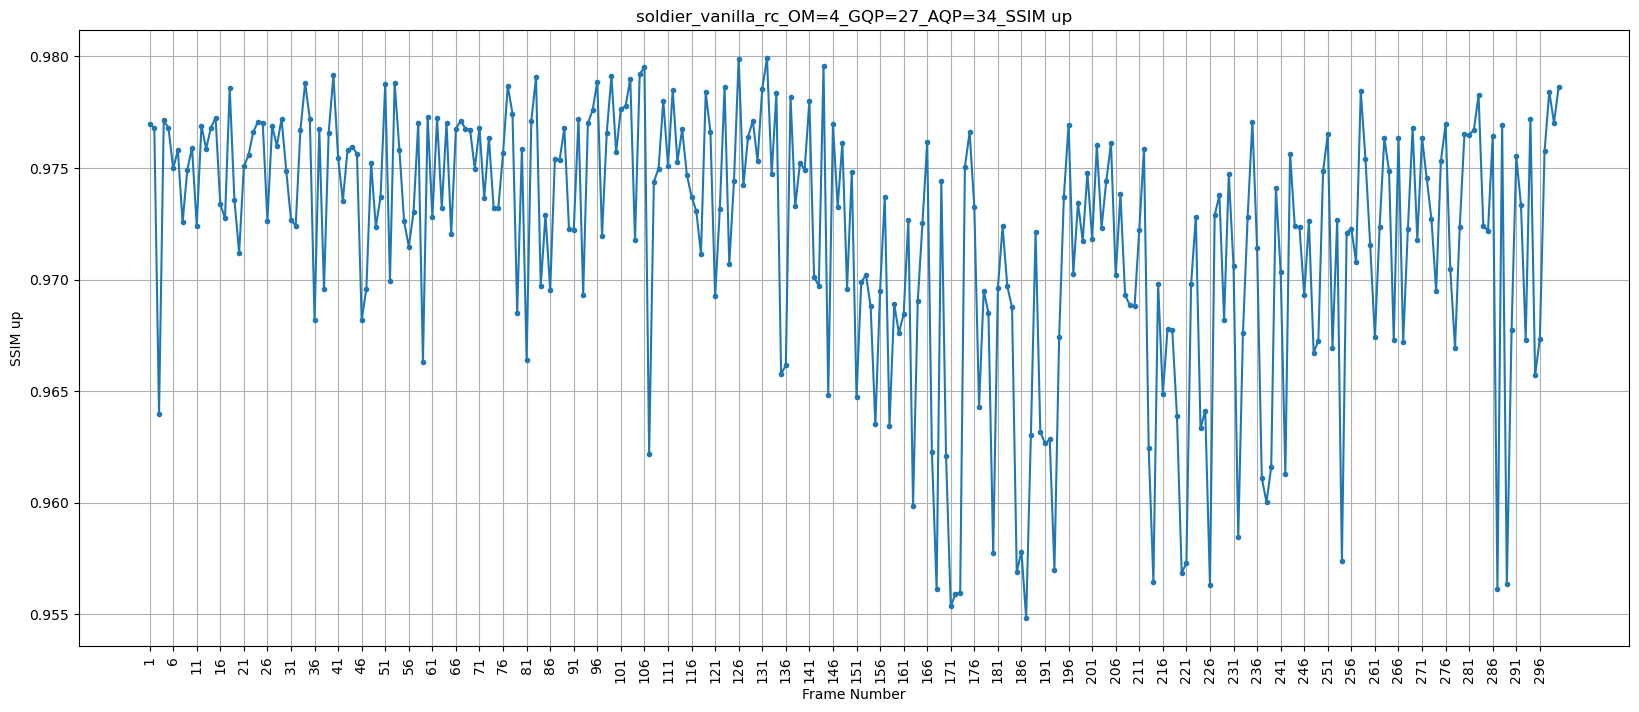 soldier_vanilla_rc_OM=4_GQP=27_AQP=34_SSIM up
SSIM up
0.980
0.975
0.970
0.965
0.960
0.955
1 6 11 16 21 26 31 36 41 46 51 56 61 66 71 76 81 86 91 96 101 106 111 116 121 126 131 136 141 146 151 156 161 166 171 176 181 186 191 196 201 206 211 216 221 226 231 236 241 246 251 256 261 266 271 276 281 286 291 296
Frame Number